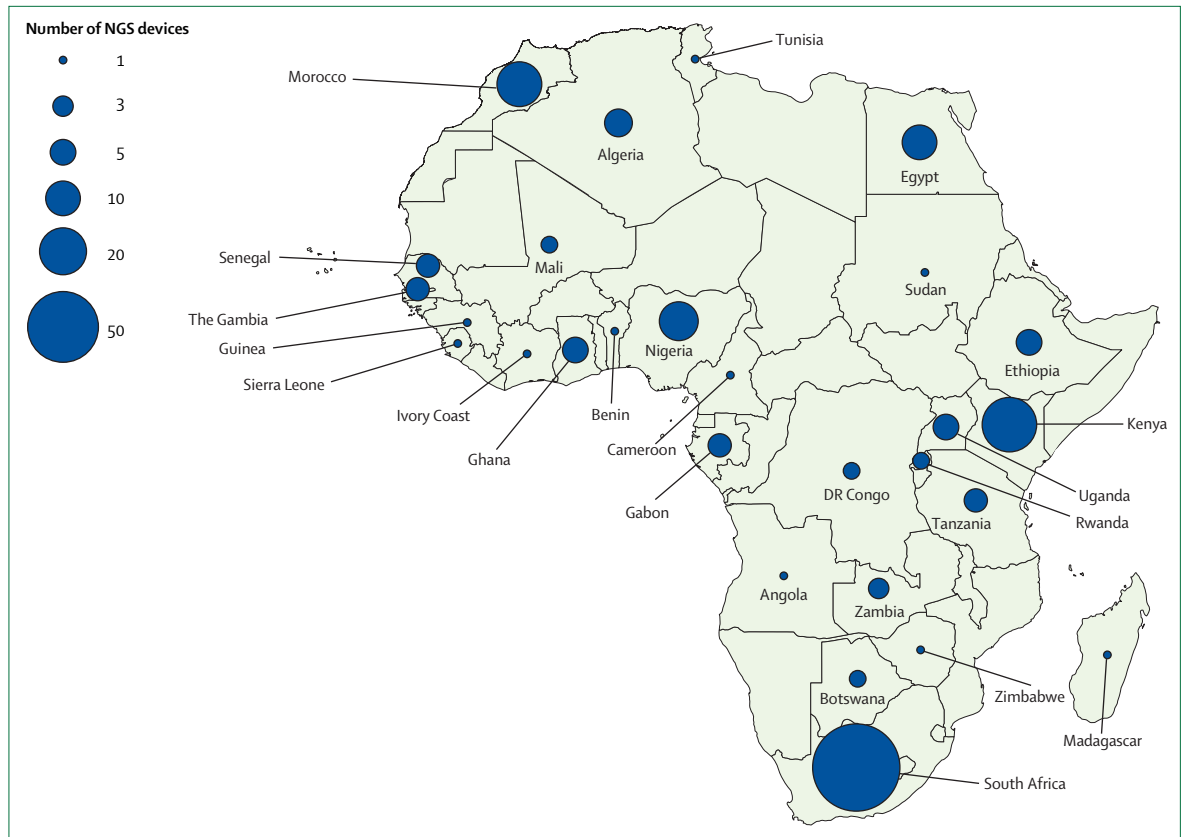 Number of NGS devices
1
3
5
10
20
50
Tunisia
Morocco
Algeria
Egypt
Senegal
Mali
Sudan
The Gambia
Guinea
Nigeria
Ethiopia
Sierra Leone
Ivory Coast
Benin
Kenya
Cameroon
Ghana
DR Congo
Uganda
Gabon
Tanzania
Rwanda
Angola
Zambia
Botswana
Zimbabwe
Madagascar
South Africa